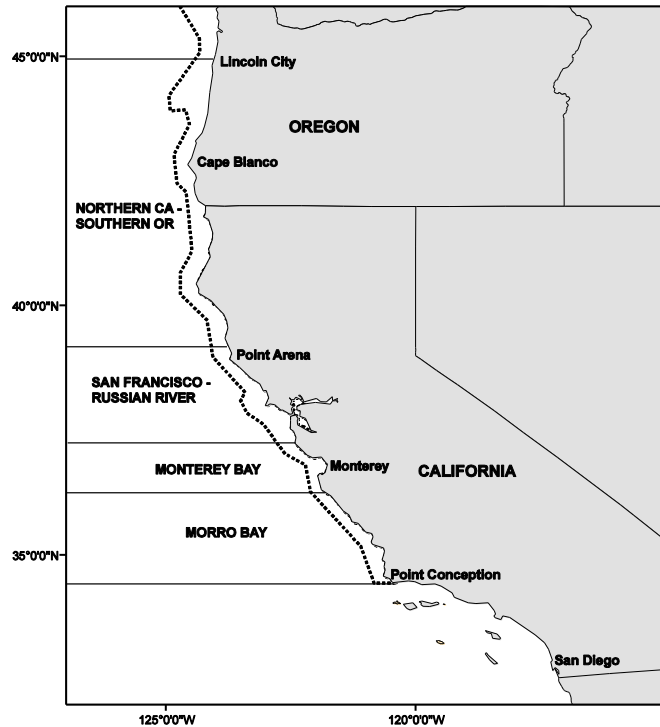 45°0'0"N
Lincoln City
OREGON
Cape Blanco
NORTHERN CA -
SOUTHERN OR
40°0'0"N
Point Arena
SAN FRANCISCO -
RUSSIAN RIVER
MONTEREY BAY
Monterey
CALIFORNIA
MORRO BAY
35°0'0"N
Point Conception
San Diego
125°0'0"W
120°0'0"W